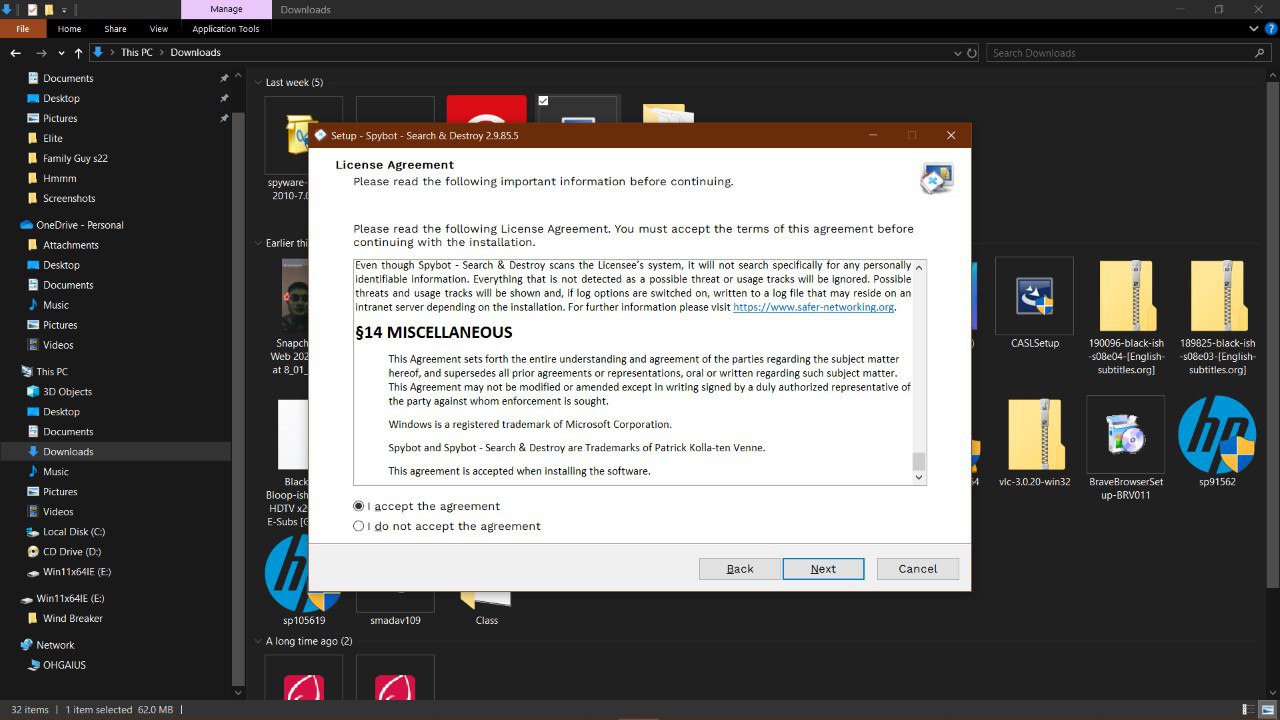 Manage
Downloads
File
Home
Share
View
Application Tools
This PC
Downloads
Search Downloads
Documents
Desktop
Pictures
Elite
Family Guy s22
Hmmm
Screenshots
OneDrive - Personal
Attachments
Desktop
Documents
Music
Pictures
Videos
This PC
3D Objects
Desktop
Documents
Downloads
Music
Pictures
Videos
Local Disk (C:)
CD Drive (D:)
Win11x64IE (E:)
Win11x64IE (E:)
Wind Breaker
Network
OHGAIUS
Last week (5)
spyware-
2010-7.0
Earlier thi
Snapch
Web 202
at 8_01_
Black
Bloop-ish
HDTV x2
E-Subs [G
Setup - Spybot - Search & Destroy 2.9.85.5
License Agreement
Please read the following important information before continuing.
Please read the following License Agreement. You must accept the terms of this agreement before
continuing with the installation.
Even though Spybot - Search & Destroy scans the Licensee's system, it will not search specifically for any personally
identifiable information. Everything that is not detected as a possible threat or usage tracks will be ignored. Possible
threats and usage tracks will be shown and, if log options are switched on, written to a log file that may reside on an
intranet server depending on the installation. For further information please visit https://www.safer-networking.org.
§14 MISCELLANEOUS
This Agreement sets forth the entire understanding and agreement of the parties regarding the subject matter
hereof, and supersedes all prior agreements or representations, oral or written regarding such subject matter.
This Agreement may not be modified or amended except in writing signed by a duly authorized representative of
the party against whom enforcement is sought.
Windows is a registered trademark of Microsoft Corporation.
Spybot and Spybot - Search & Destroy are Trademarks of Patrick Kolla-ten Venne.
This agreement is accepted when installing the software.
I accept the agreement
I do not accept the agreement
Back
Next
Cancel
CASLSetup
190096-black-ish
-s08e04-[English-
subtitles.org]
189825-black-ish
-s08e03-[English-
subtitles.org]
64
vlc-3.0.20-win32
BraveBrowserSet
up-BRV011
hp
sp91562
sp105619
smadav109
Class
A long time ago (2)
32 items
1 item selected 62.0 MB